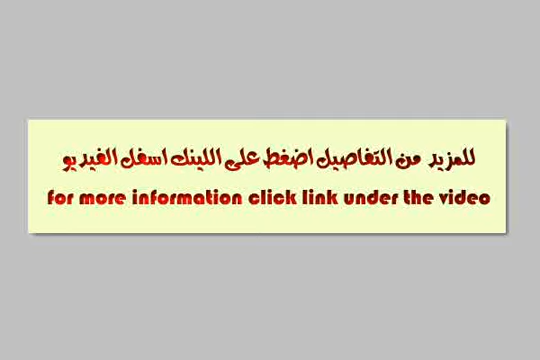 للمزيد من التفاصيل اضغط على اللينك اسفل الفيديو
for more information click link under the video